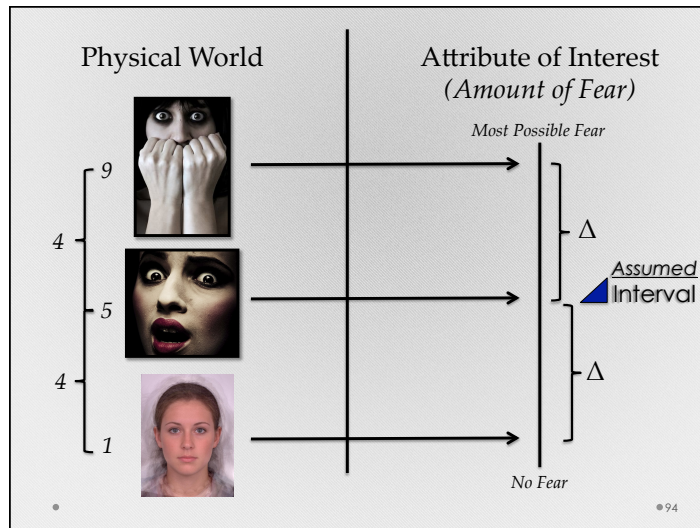 Physical World
Attribute of Interest
(Amount of Fear)
Most Possible Fear
9
4
Δ
Assumed
Interval
5
4
Δ
1
No Fear
94